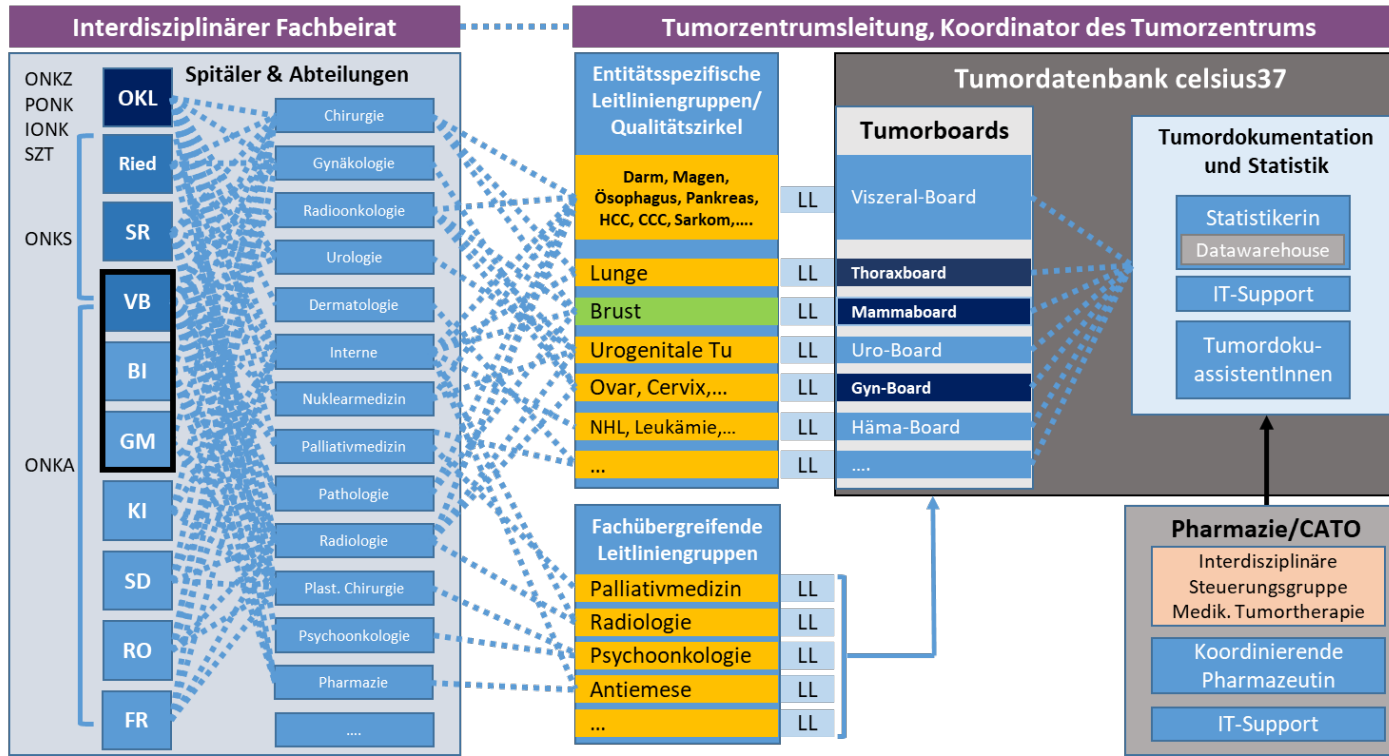 Interdisziplinärer Fachbeirat
Tumorzentrumsleitung, Koordinator des Tumorzentrums
ONKZ
PONK
IONK
SZT
ONKS
ONKA
Spitäler & Abteilungen
OKL
Ried
SR
VB
BI
GM
KI
SD
RO
FR
Chirurgie
Gynäkologie
Radioonkologie
Urologie
Dermatologie
Interne
Nuklearmedizin
Palliativmedizin
Pathologie
Radiologie
Plast. Chirurgie
Psychoonkologie
Pharmazie
....
Entitätsspezifische
Leitliniengruppen/
Qualitätszirkel
Darm, Magen,
Ösophagus, Pankreas,
HCC, CCC, Sarkom,....
LL
Lunge
LL
Brust
LL
Urogenitale Tu
LL
Ovar, Cervix,...
LL
NHL, Leukämie,...
LL
...
LL
Fachübergreifende
Leitliniengruppen
Palliativmedizin
LL
Radiologie
LL
Psychoonkologie
LL
Antiemese
LL
...
LL
Tumordatenbank celsius37
Tumorboards
Viszeral-Board
Thoraxboard
Mammaboard
Uro-Board
Gyn-Board
Häma-Board
....
Tumordokumentation
und Statistik
Statistikerin
Datawarehouse
IT-Support
Tumordoku-
assistentInnen
Pharmazie/CATO
Interdisziplinäre
Steuerungsgruppe
Medik. Tumortherapie
Koordinierende
Pharmazeutin
IT-Support